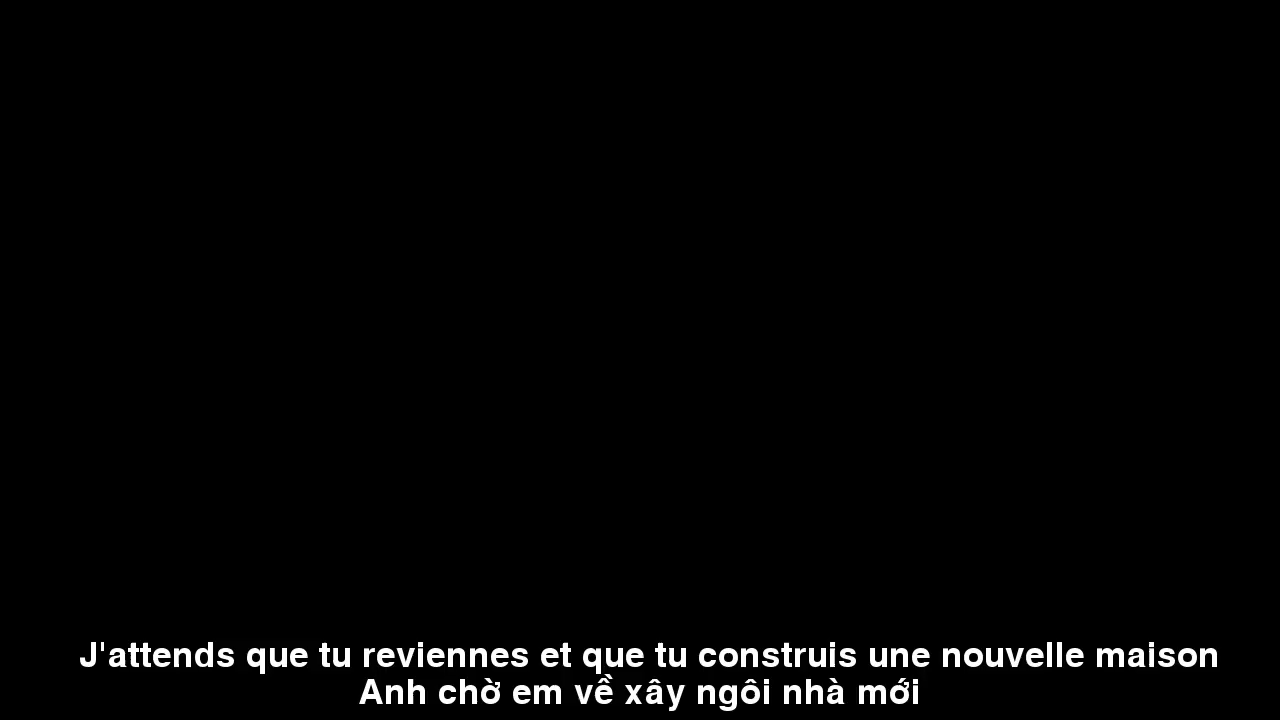 J'attends que tu reviennes et que tu construis une nouvelle maison
Anh chờ em về xây ngôi nhà mới